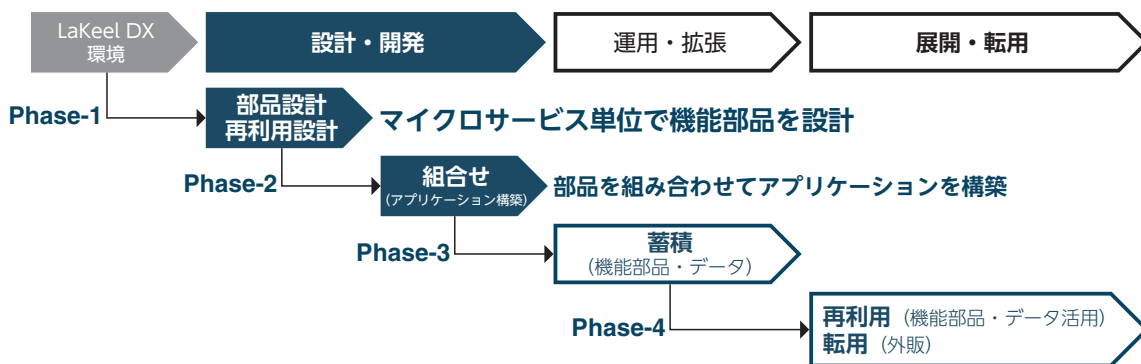 LaKeel DX
環境
設計・開発
運用・拡張
展開・転用
Phase-1
部品設計
再利用設計
マイクロサービス単位で機能部品を設計
Phase-2
組合せ
(アプリケーション構築)
部品を組み合わせてアプリケーションを構築
Phase-3
蓄積
(機能部品・データ)
Phase-4
再利用 (機能部品・データ活用)
転用 (外販)